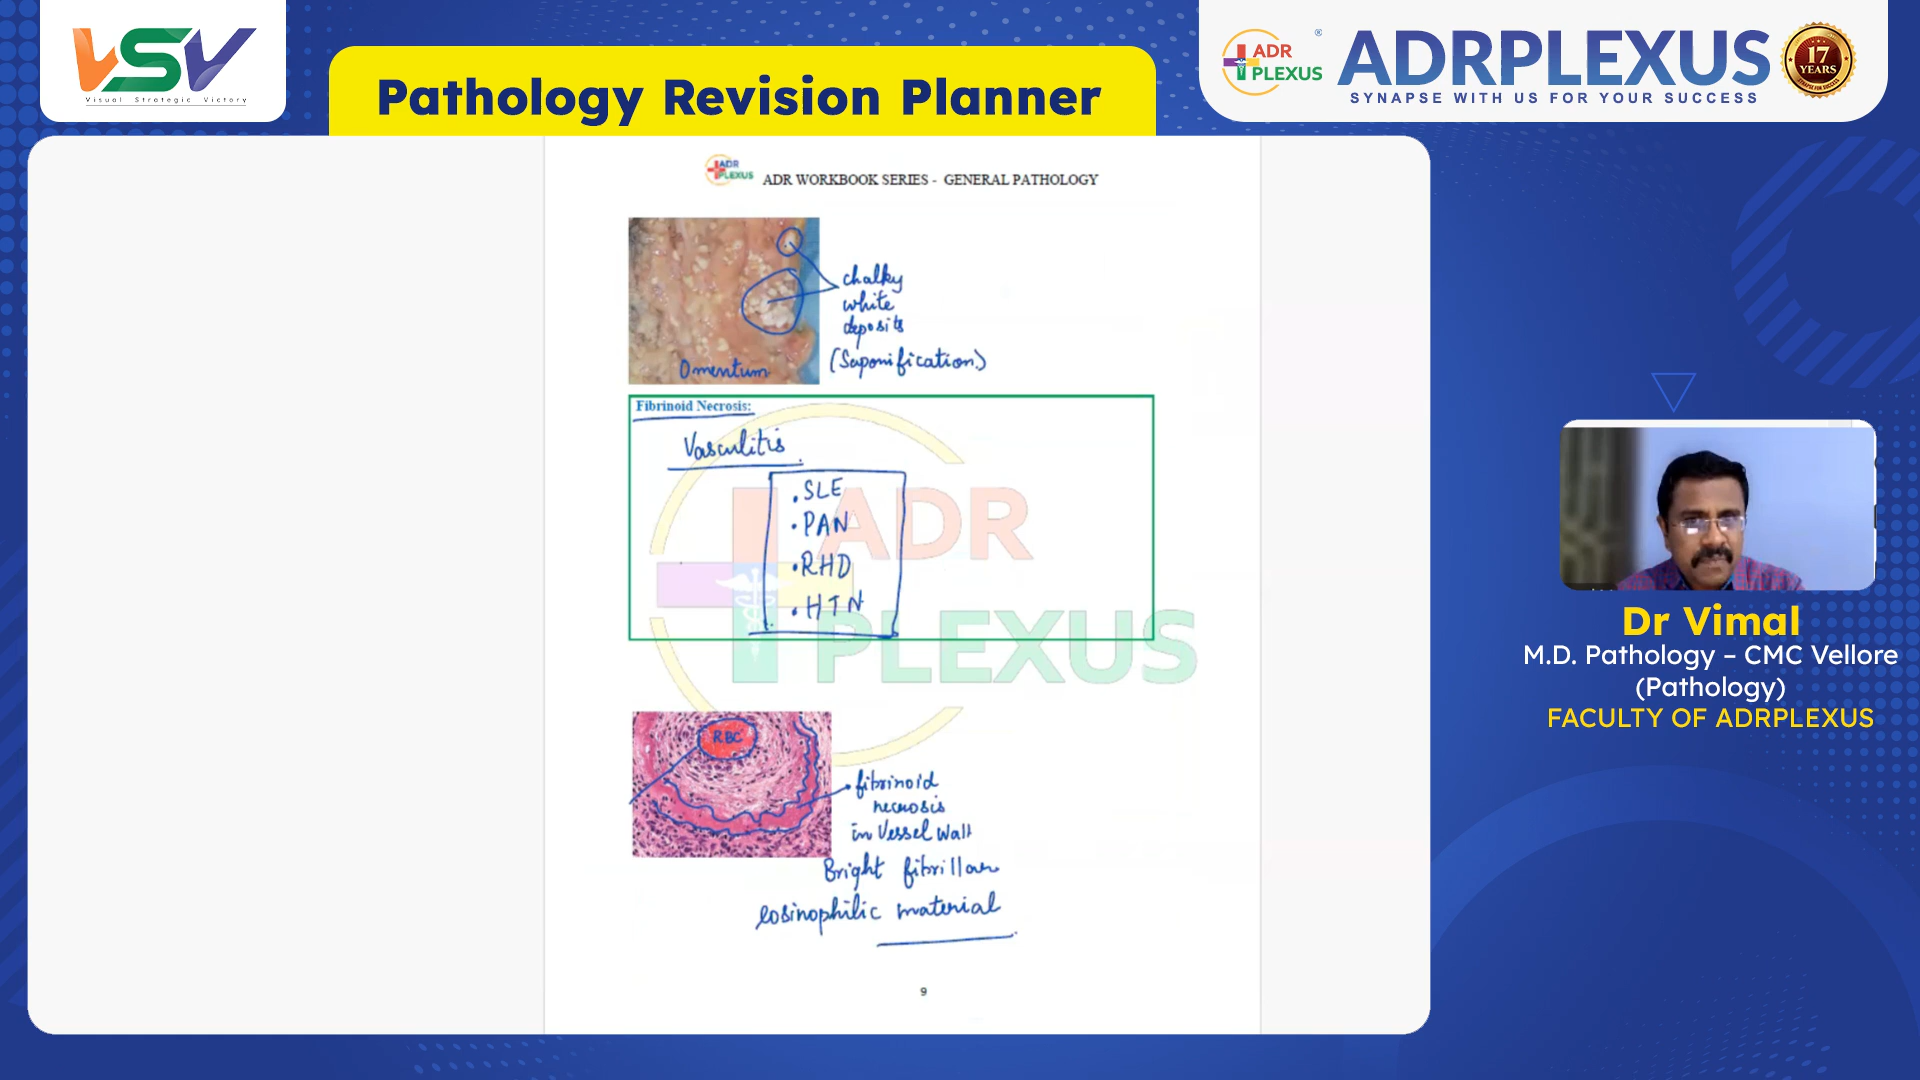 VSV
Visual Strategic Victory
Pathology Revision Planner
ADR
PLEXUS
®
ADRPLEXUS
SYNAPSE WITH US FOR YOUR SUCCESS
17
YEARS
ADR
PLEXUS
ADR WORKBOOK SERIES - GENERAL PATHOLOGY
chalky
white
deposits
(Saponification)
Omentum
Fibrinoid Necrosis:
Vasculitis
• SLE
• PAN
• RHD
• HTN
ADR
PLEXUS
RBC
fibrinoid
necrosis
in Vessel wall
Bright fibrillar
eosinophilic material
9
Dr Vimal
M.D. Pathology – CMC Vellore
(Pathology)
FACULTY OF ADRPLEXUS